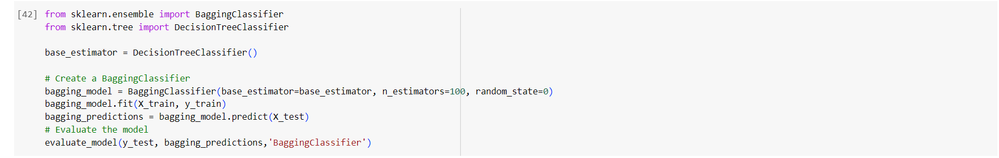 [42] from sklearn.ensemble import BaggingClassifier
from sklearn.tree import DecisionTreeClassifier
base_estimator = DecisionTreeClassifier()
# Create a BaggingClassifier
bagging_model = BaggingClassifier(base_estimator=base_estimator, n_estimators=100, random_state=0)
bagging_model.fit(X_train, y_train)
bagging_predictions = bagging_model.predict(X_test)
# Evaluate the model
evaluate_model(y_test, bagging_predictions,'BaggingClassifier')